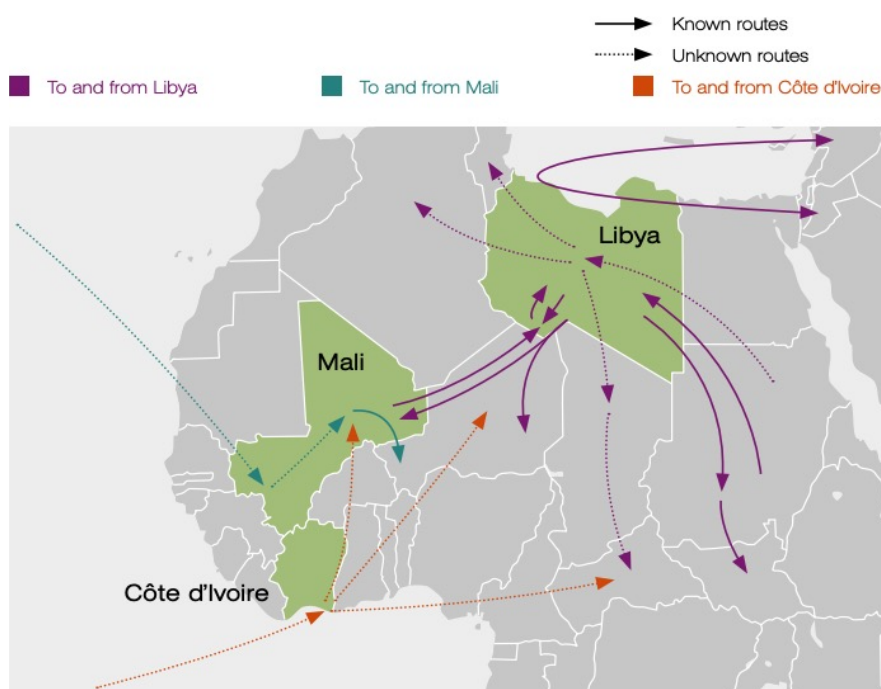 Known routes
Unknown routes
To and from Libya
To and from Mali
To and from Côte d'Ivoire
Libya
Mali
Côte d'Ivoire